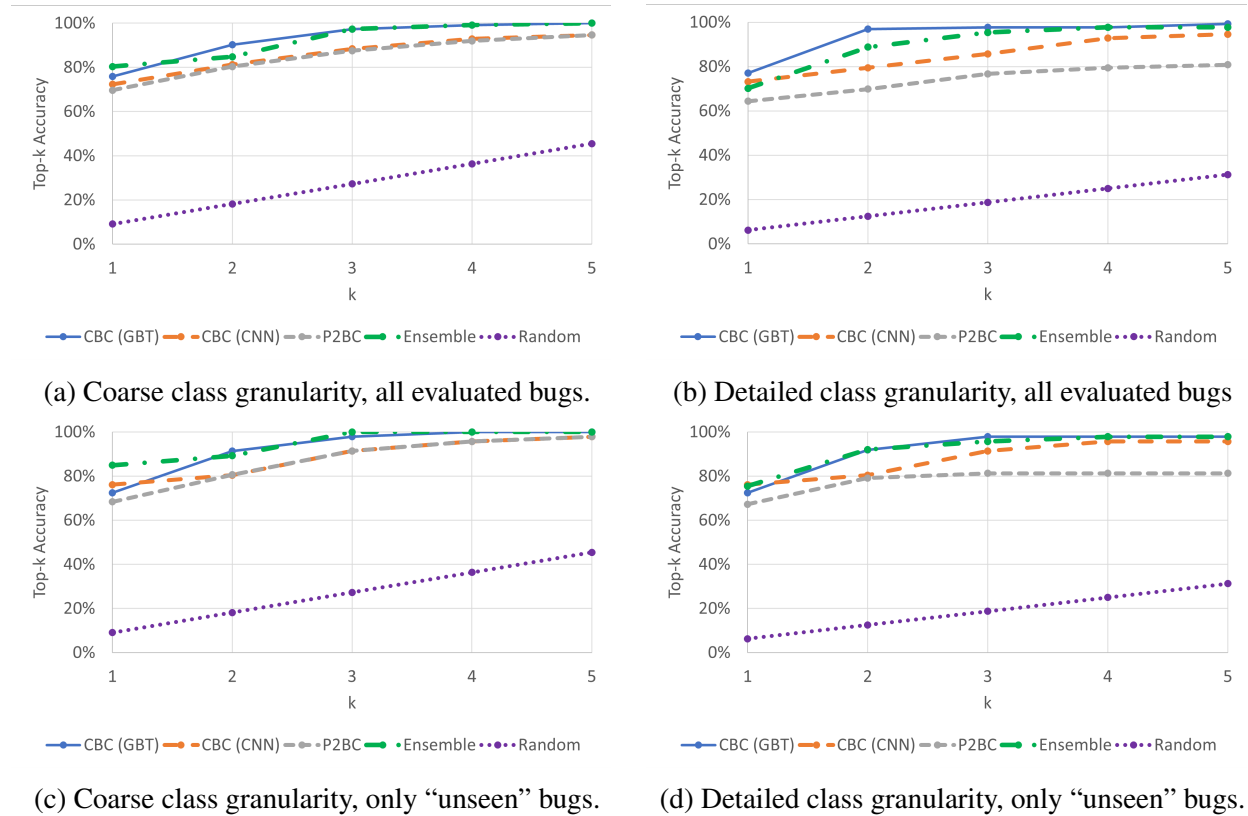 100%
80%
60%
40%
20%
0%
Top-k Accuracy
1 2 3 4 5
k
CBC (GBT) CBC (CNN) P2BC Ensemble Random
(a) Coarse class granularity, all evaluated bugs.
100%
80%
60%
40%
20%
0%
Top-k Accuracy
1 2 3 4 5
k
CBC (GBT) CBC (CNN) P2BC Ensemble Random
(b) Detailed class granularity, all evaluated bugs
100%
80%
60%
40%
20%
0%
Top-k Accuracy
1 2 3 4 5
k
CBC (GBT) CBC (CNN) P2BC Ensemble Random
(c) Coarse class granularity, only “unseen” bugs.
100%
80%
60%
40%
20%
0%
Top-k Accuracy
1 2 3 4 5
k
CBC (GBT) CBC (CNN) P2BC Ensemble Random
(d) Detailed class granularity, only “unseen” bugs.